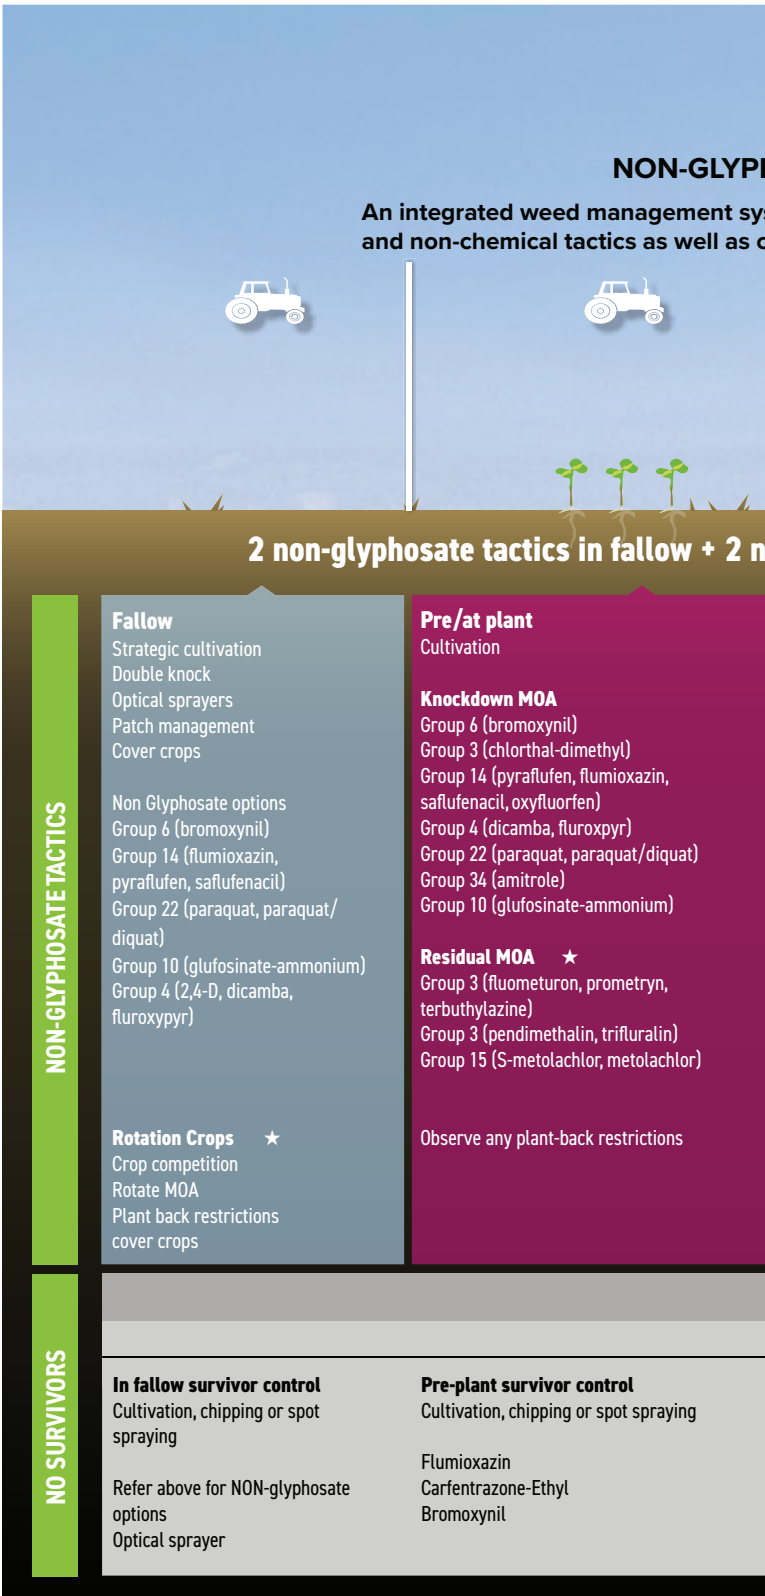 NON-GLYPH
An integrated weed management sys
and non-chemical tactics as well as c
2 non-glyphosate tactics in fallow + 2 n
NON-GLYPHOSATE TACTICS
Fallow
Strategic cultivation
Double knock
Optical sprayers
Patch management
Cover crops
Non Glyphosate options
Group 6 (bromoxynil)
Group 14 (flumioxazin,
pyraflufen, saflufenacil)
Group 22 (paraquat, paraquat/
diquat)
Group 10 (glufosinate-ammonium)
Group 4 (2,4-D, dicamba,
fluroxypyr)
Rotation Crops ★
Crop competition
Rotate MOA
Plant back restrictions
cover crops
Pre/at plant
Cultivation
Knockdown MOA
Group 6 (bromoxynil)
Group 3 (chlorthal-dimethyl)
Group 14 (pyraflufen, flumioxazin,
saflufenacil, oxyfluorfen)
Group 4 (dicamba, fluroxpyr)
Group 22 (paraquat, paraquat/diquat)
Group 34 (amitrole)
Group 10 (glufosinate-ammonium)
Residual MOA ★
Group 3 (fluometuron, prometryn,
terbuthylazine)
Group 3 (pendimethalin, trifluralin)
Group 15 (S-metolachlor, metolachlor)
Observe any plant-back restrictions
NO SURVIVORS
In fallow survivor control
Cultivation, chipping or spot
spraying
Refer above for NON-glyphosate
options
Optical sprayer
Pre-plant survivor control
Cultivation, chipping or spot spraying
Flumioxazin
Carfentrazone-Ethyl
Bromoxynil